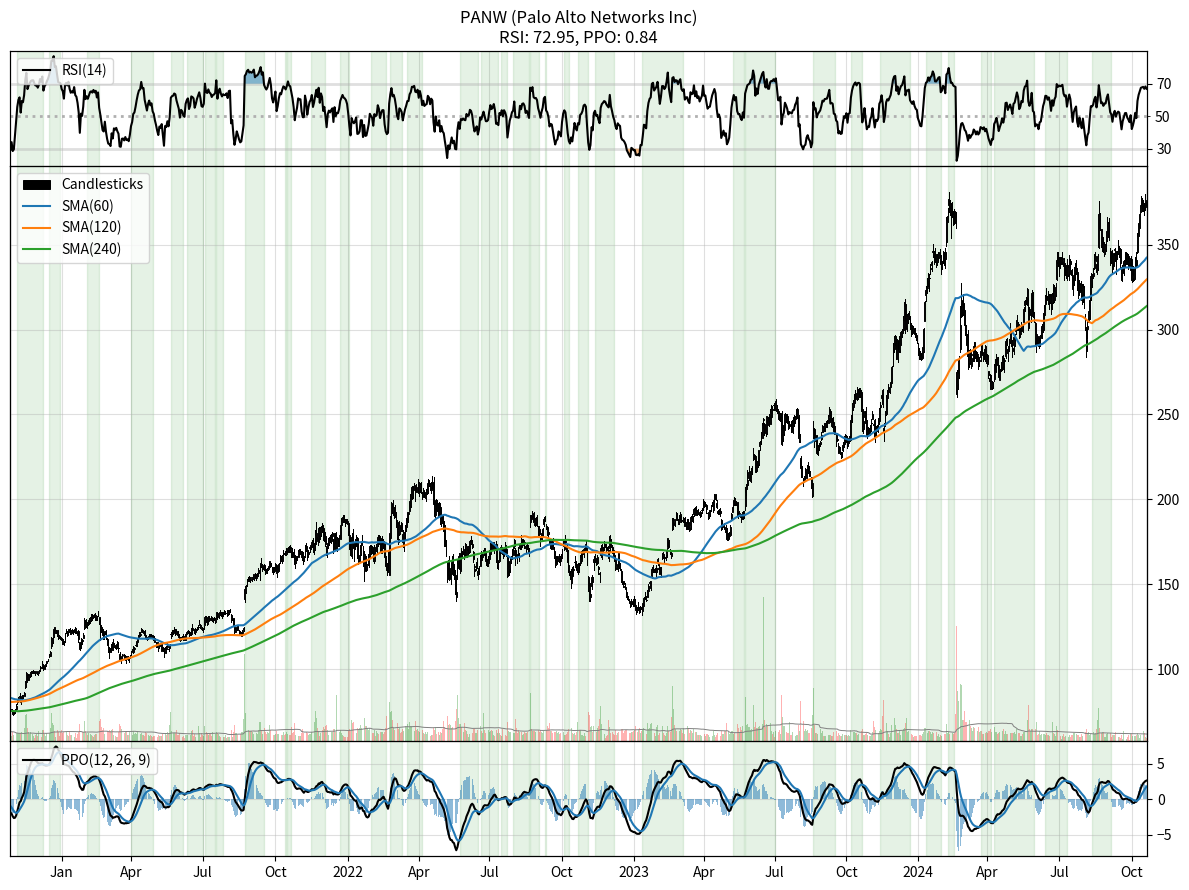 PANW (Palo Alto Networks Inc)
RSI: 72.95, PPO: 0.84
RSI(14)
70
50
30
Candlesticks
SMA(60)
SMA(120)
SMA(240)
350
300
250
200
150
100
PPO(12, 26, 9)
5
0
−5
Jan Apr Jul Oct 2022 Apr Jul Oct 2023 Apr Jul Oct 2024 Apr Jul Oct